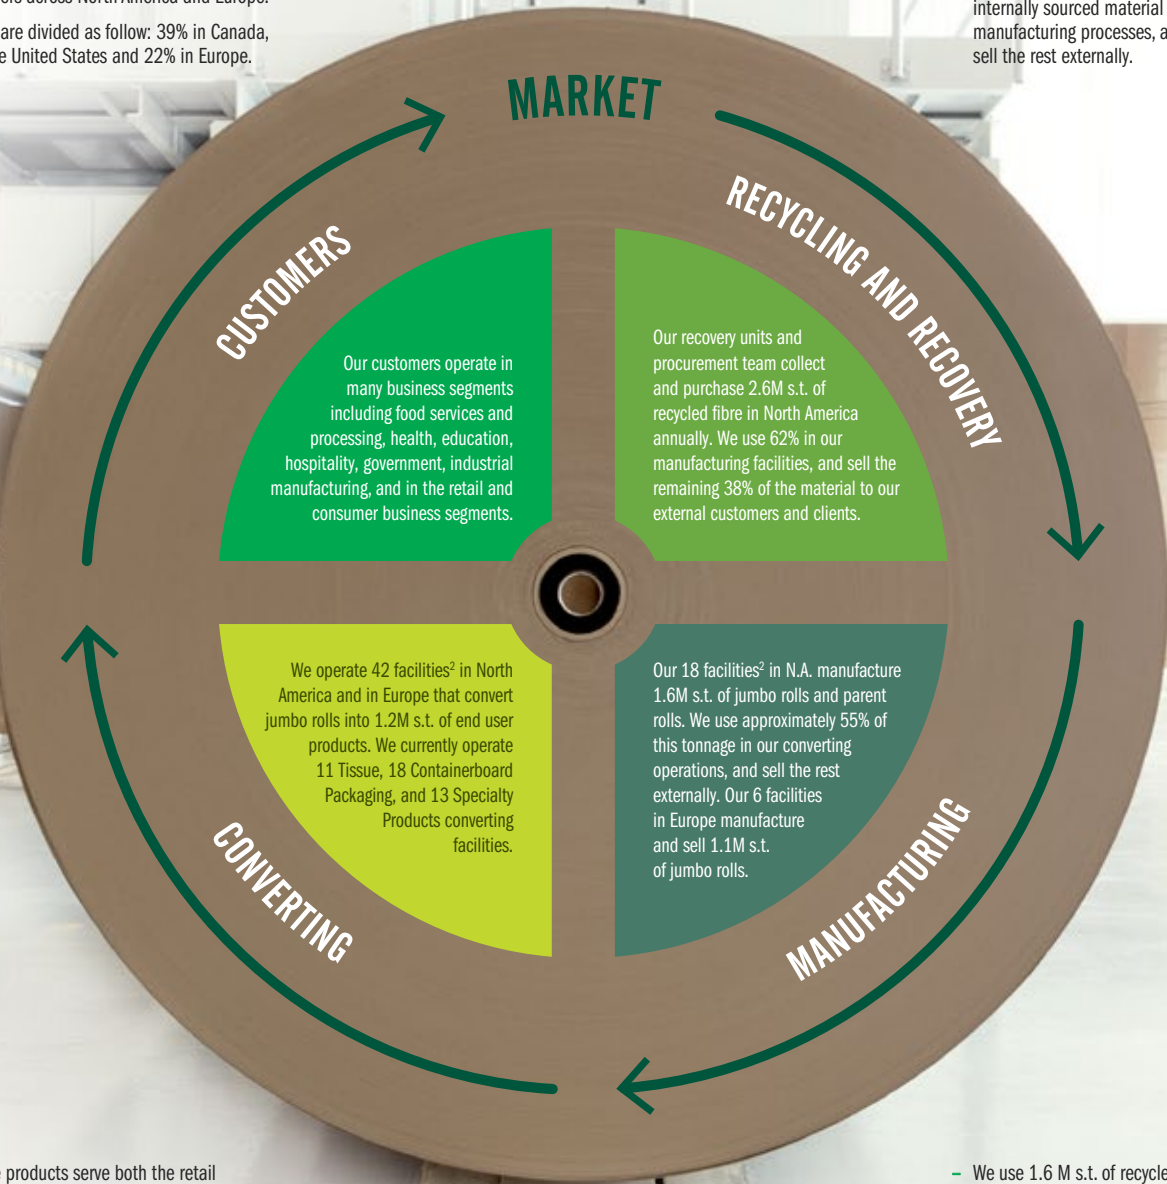 ers across North America and Europe.
are divided as follow: 39% in Canada,
e United States and 22% in Europe.
internally sourced material
manufacturing processes, a
sell the rest externally.
MARKET
CUSTOMERS
RECYCLING AND RECOVERY
Our customers operate in
many business segments
including food services and
processing, health, education,
hospitality, government, industrial
manufacturing, and in the retail and
consumer business segments.
Our recovery units and
procurement team collect
and purchase 2.6M s.t. of
recycled fibre in North America
annually. We use 62% in our
manufacturing facilities, and sell the
remaining 38% of the material to our
external customers and clients.
We operate 42 facilities² in North
America and in Europe that convert
jumbo rolls into 1.2M s.t. of end user
products. We currently operate
11 Tissue, 18 Containerboard
Packaging, and 13 Specialty
Products converting
facilities.
Our 18 facilities² in N.A. manufacture
1.6M s.t. of jumbo rolls and parent
rolls. We use approximately 55% of
this tonnage in our converting
operations, and sell the rest
externally. Our 6 facilities
in Europe manufacture
and sell 1.1M s.t.
of jumbo rolls.
CONVERTING
MANUFACTURING
products serve both the retail
– We use 1.6 M s.t. of recycle